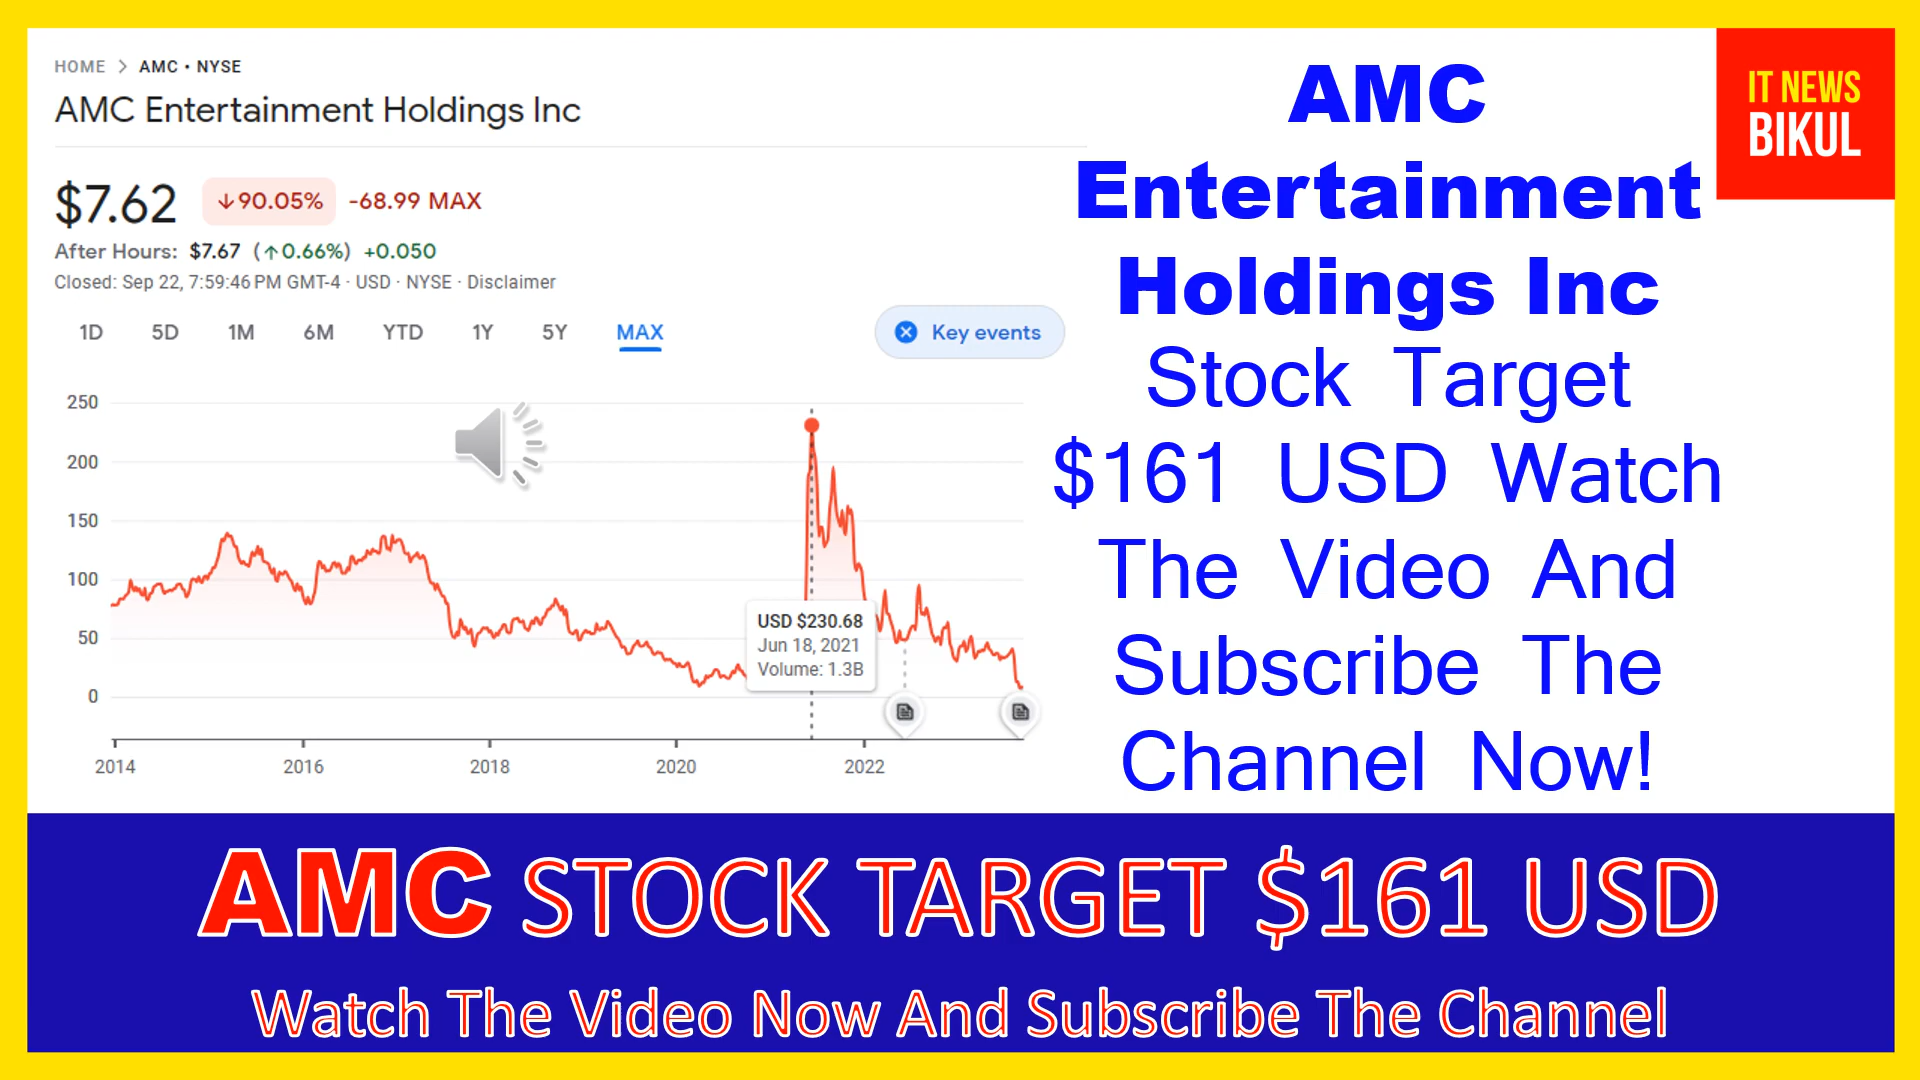 HOME > AMC • NYSE
AMC Entertainment Holdings Inc
$7.62 ↓90.05% -68.99 MAX
After Hours: $7.67 (↑0.66%) +0.050
Closed: Sep 22, 7:59:46 PM GMT-4 · USD · NYSE · Disclaimer
1D 5D 1M 6M YTD 1Y 5Y MAX
Key events
250
200
150
100
50
0
USD $230.68
Jun 18, 2021
Volume: 1.3B
2014 2016 2018 2020 2022
AMC
Entertainment
Holdings Inc
Stock Target
$161 USD Watch
The Video And
Subscribe The
Channel Now!
IT NEWS
BIKUL
AMC STOCK TARGET $161 USD
Watch The Video Now And Subscribe The Channel